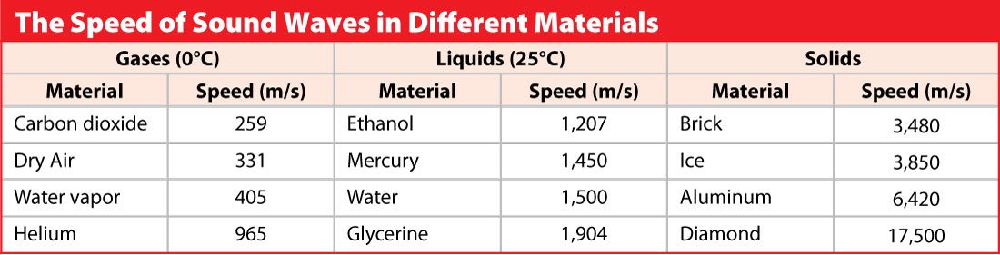 The Speed of Sound Waves in Different Materials
Gases (0°C) Liquids (25°C) Solids
Material Speed (m/s) Material Speed (m/s) Material Speed (m/s)
Carbon dioxide 259 Ethanol 1,207 Brick 3,480
Dry Air 331 Mercury 1,450 Ice 3,850
Water vapor 405 Water 1,500 Aluminum 6,420
Helium 965 Glycerine 1,904 Diamond 17,500